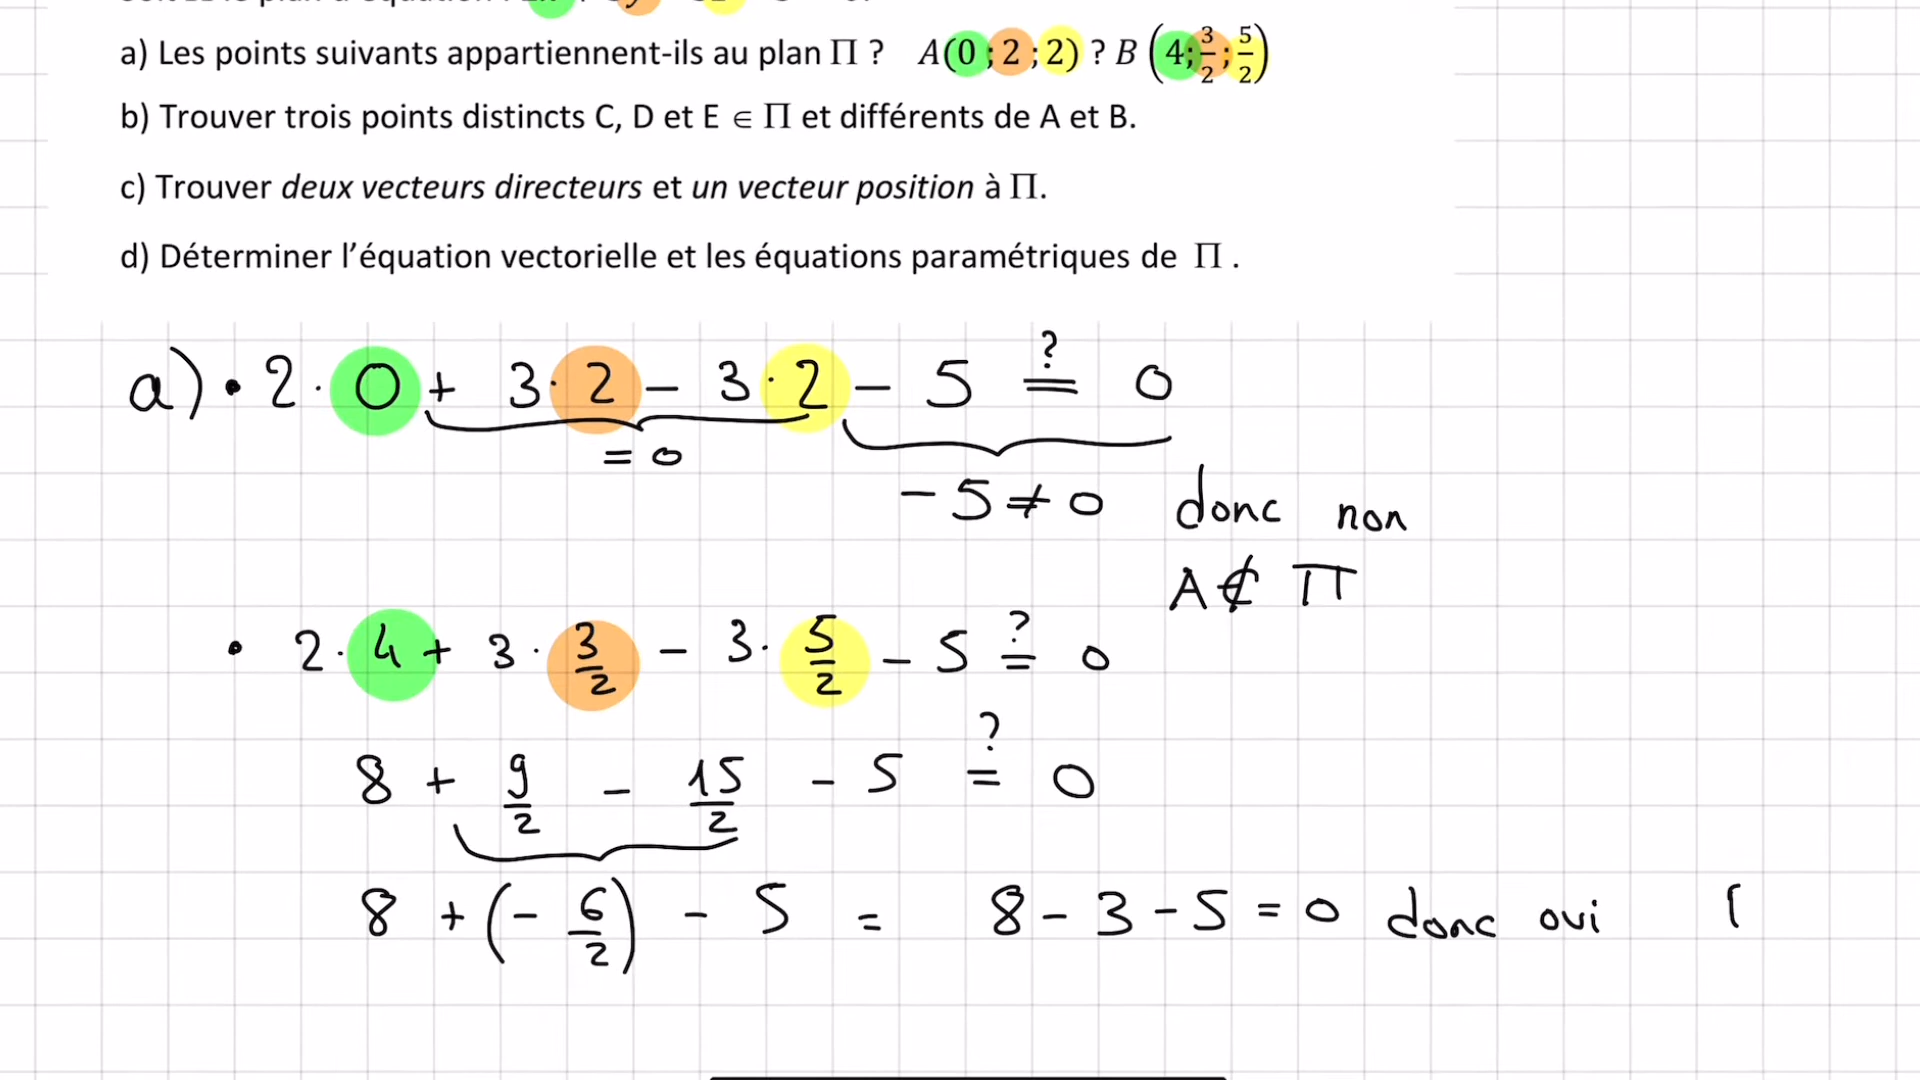 a) Les points suivants appartiennent-ils au plan Π ? A(0 ; 2 ; 2) ? B (4; 3/2 ; 5/2)
b) Trouver trois points distincts C, D et E ∈ Π et différents de A et B.
c) Trouver deux vecteurs directeurs et un vecteur position à Π.
d) Déterminer l’équation vectorielle et les équations paramétriques de Π .
a) • 2 · 0 + 3 · 2 − 3 · 2 − 5 ?= 0
= 0
− 5 ≠ 0 donc non
A ∉ Π
• 2 · 4 + 3 · 3/2 − 3 · 5/2 − 5 ?= 0
8 + 9/2 − 15/2 − 5 ?= 0
8 + (− 6/2) − 5 = 8 − 3 − 5 = 0 donc oui